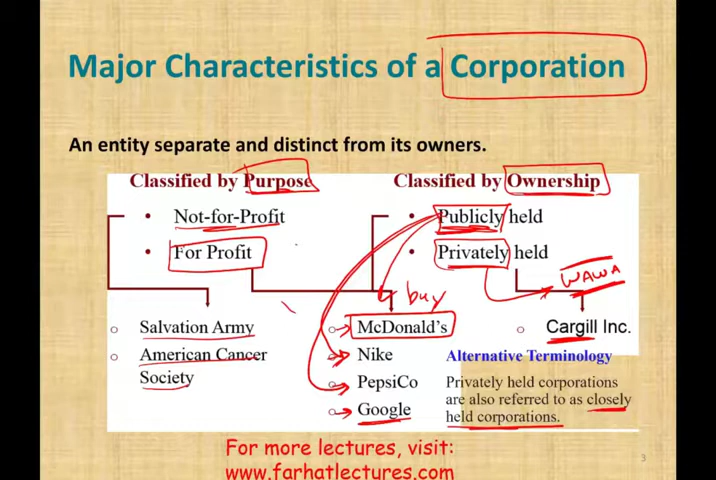 Major Characteristics of a Corporation
An entity separate and distinct from its owners.
Classified by Purpose
• Not-for-Profit
• For Profit
Classified by Ownership
• Publicly held
• Privately held
WAWA
buy
o Salvation Army
o American Cancer
Society
o McDonald's
o Nike
o PepsiCo
o Google
o Cargill Inc.
Alternative Terminology
Privately held corporations
are also referred to as closely
held corporations.
For more lectures, visit:
www.farhatlectures.com
3